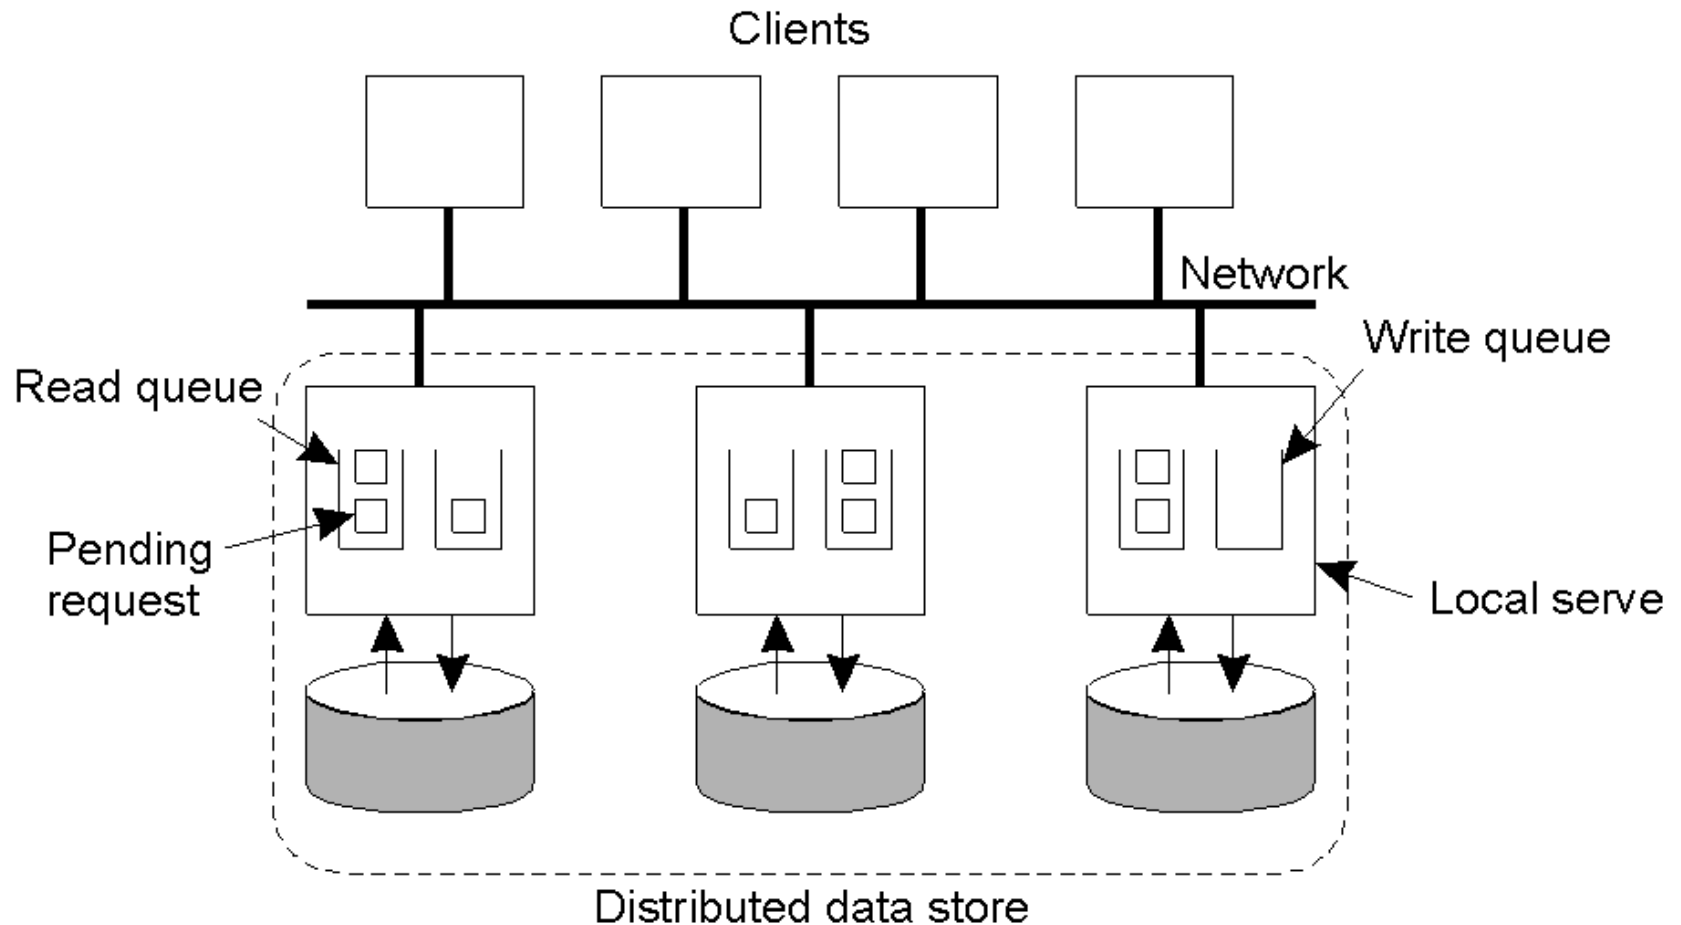 Clients
Network
Write queue
Read queue
Pending
request
Local serve
Distributed data store